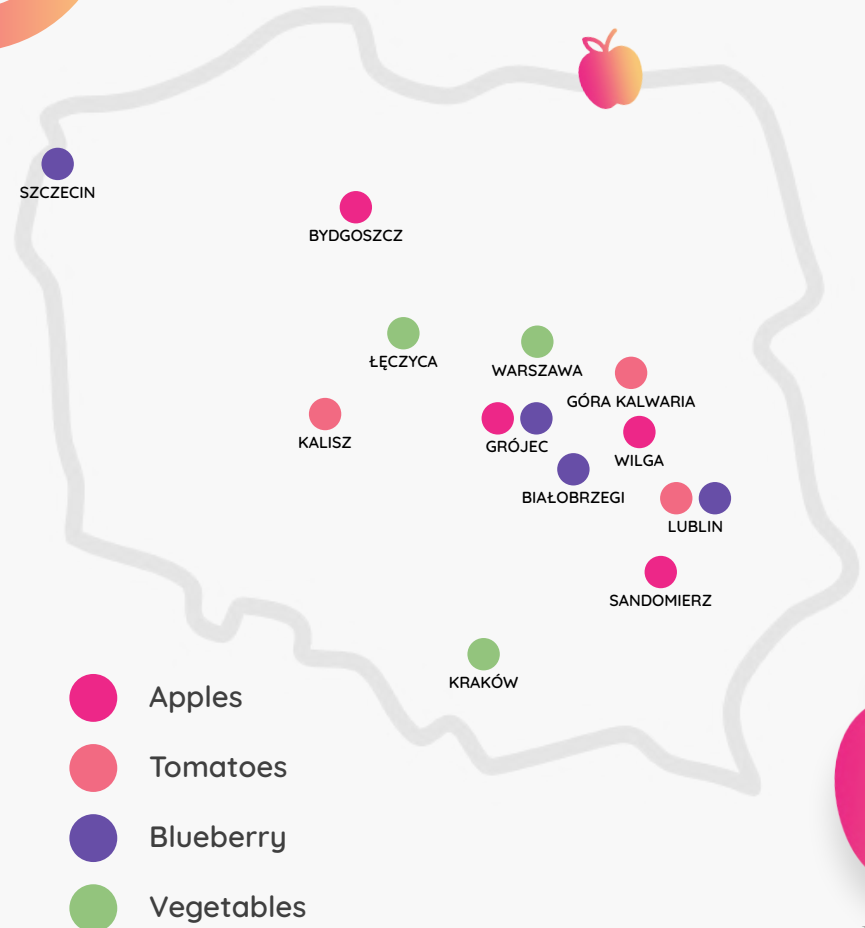 SZCZECIN
BYDGOSZCZ
ŁĘCZYCA
WARSZAWA
GÓRA KALWARIA
KALISZ
GRÓJEC
WILGA
BIAŁOBRZEGI
LUBLIN
SANDOMIERZ
KRAKÓW
Apples
Tomatoes
Blueberry
Vegetables